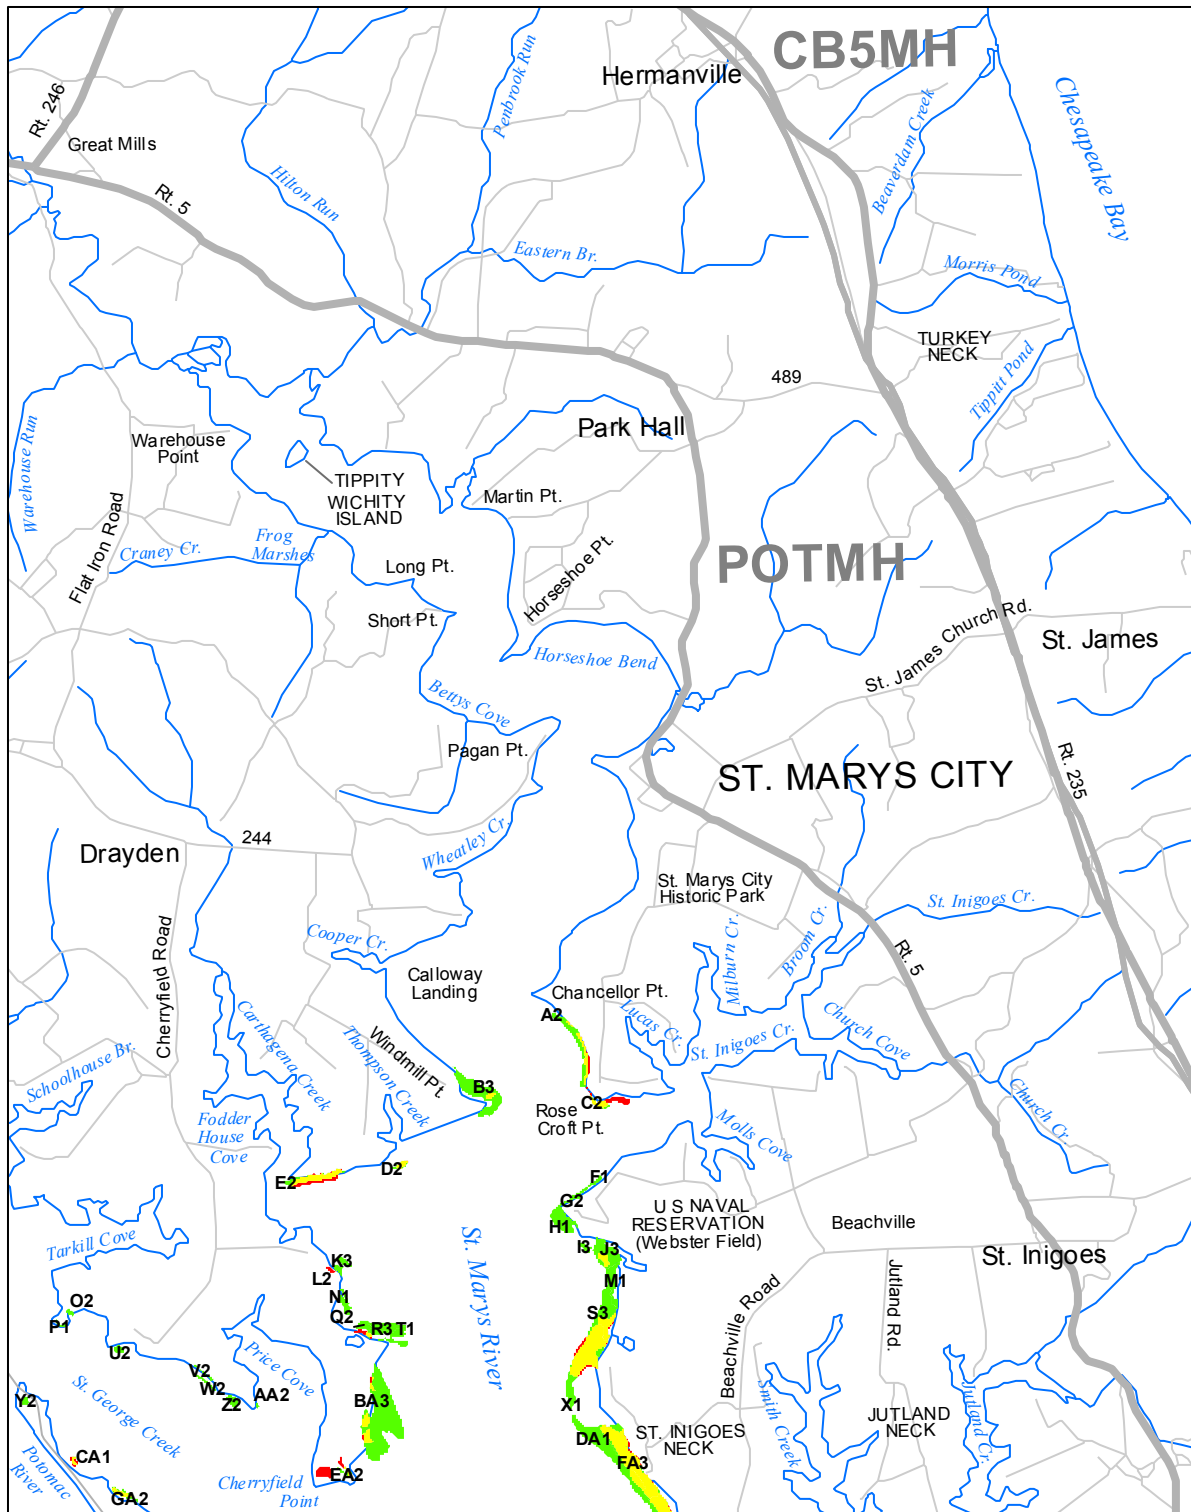 CB5MH
Hermanville
Penbrook Run
Chesapeake Bay
Rt. 246
Great Mills
Beaverdam Creek
Hilton Run
Rt. 5
Eastern Br.
Morris Pond
TURKEY
NECK
Tippitt Pond
489
Park Hall
Warehouse
Point
Warehouse Run
TIPPITY
WICHITY
ISLAND
Martin Pt.
Flat Iron Road
Frog
Marshes
Craney Cr.
Long Pt.
Horseshoe Pt.
POTMH
Short Pt.
St. James Church Rd.
St. James
Horseshoe Bend
Bettys Cove
Pagan Pt.
ST. MARYS CITY
Rt. 235
244
Drayden
Wheatley Cr.
St. Marys City
Historic Park
St. Inigoes Cr.
Cherryfield Road
Cooper Cr.
Milburn Cr.
Broom Cr.
Rt. 5
Calloway
Landing
Chancellor Pt.
A2
Lucas Cr.
St. Inigoes Cr.
Church Cove
Carthagena Creek
Thompson Creek
Windmill Pt.
Schoolhouse Br.
B3
C2
Rose
Croft Pt.
Church Cr.
Fodder
House
Cove
Molls Cove
D2
E2
F1
G2
H1
U S NAVAL
RESERVATION
(Webster Field)
Beachville
Tarkill Cove
St. Marys River
I3
J3
St. Inigoes
K3
L2
M1
N1
Jutland Rd.
O2
P1
Q2
R3
T1
S3
Beachville Road
U2
Price Cove
V2
W2
Z2
AA2
Y2
St. George Creek
BA3
X1
Smith Creek
JUTLAND
NECK
Jutland Cr.
DA1
ST. INIGOES
NECK
CA1
Potomac
River
EA2
FA3
GA2
Cherryfield
Point